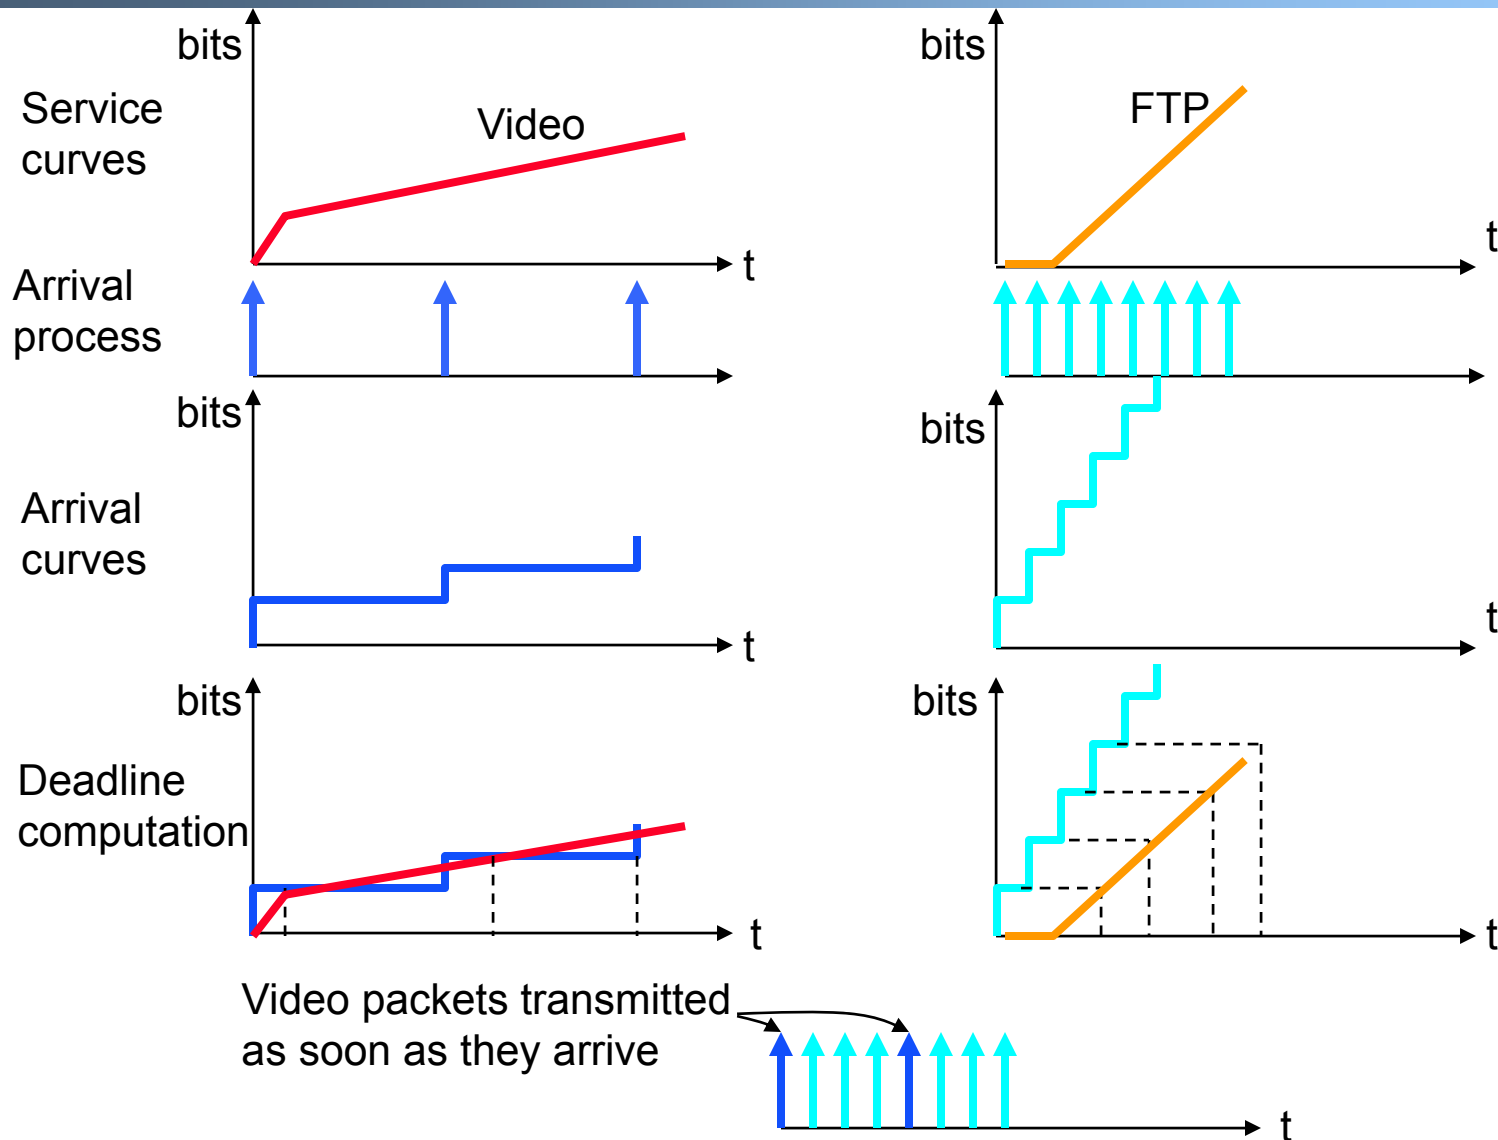 bits
bits
Service
curves
Video
FTP
t
t
Arrival
process
bits
bits
Arrival
curves
t
t
bits
bits
Deadline
computation
t
t
Video packets transmitted
as soon as they arrive
t